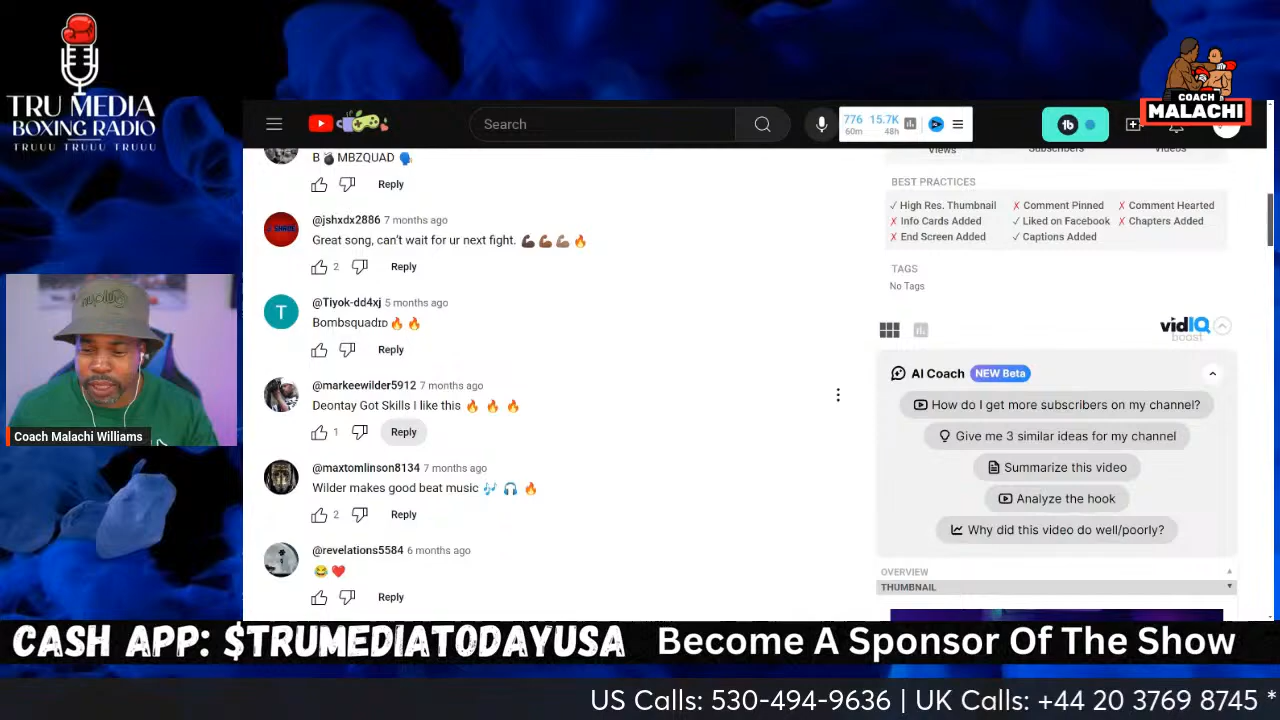 TRU MEDIA
BOXING RADIO
TRUUU TRUUU TRUUU
COACH
MALACHI
Search
776 15.7K
60m 48h
Views Subscribers Videos
B💣MBZQUAD 🗣️
Reply
@jshxdx2886 7 months ago
Great song, can't wait for ur next fight. 💪🏿 💪🏾 💪🏽 🔥
2 Reply
@Tiyok-dd4xj 5 months ago
Bombsquadɪᴅ 🔥 🔥
Reply
@markeewilder5912 7 months ago
Deontay Got Skills I like this 🔥 🔥 🔥
1 Reply
@maxtomlinson8134 7 months ago
Wilder makes good beat music 🎶 🎧 🔥
2 Reply
@revelations5584 6 months ago
😂 ❤️
Reply
BEST PRACTICES
✓ High Res. Thumbnail ✗ Comment Pinned ✗ Comment Hearted
✗ Info Cards Added ✓ Liked on Facebook ✗ Chapters Added
✗ End Screen Added ✓ Captions Added
TAGS
No Tags
vidIQ
boost
AI Coach NEW Beta
How do I get more subscribers on my channel?
Give me 3 similar ideas for my channel
Summarize this video
Analyze the hook
Why did this video do well/poorly?
OVERVIEW
THUMBNAIL
Coach Malachi Williams
CASH APP: $TRUMEDIATODAYUSA Become A Sponsor Of The Show
US Calls: 530-494-9636 | UK Calls: +44 20 3769 8745 *